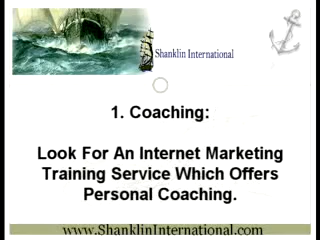 Shanklin International
1. Coaching:
Look For An Internet Marketing
Training Service Which Offers
Personal Coaching.
www.ShanklinInternational.com